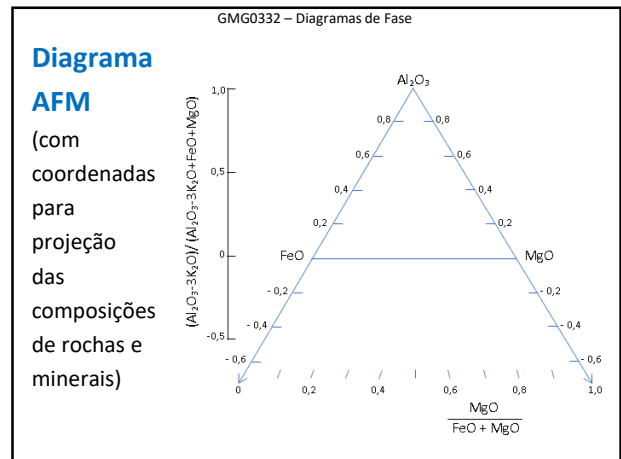 GMG0332 – Diagramas de Fase
Diagrama
AFM
(com
coordenadas
para
projeção
das
composições
de rochas e
minerais)
(Al₂O₃-3K₂O)/ (Al₂O₃-3K₂O+FeO+MgO)
1,0
0,5
0
-0,5
Al₂O₃
0,8 0,8
0,6 0,6
0,4 0,4
0,2 0,2
FeO MgO
- 0,2 - 0,2
- 0,4 - 0,4
- 0,6 - 0,6
0 0,2 0,4 0,6 0,8 1,0
MgO
FeO + MgO